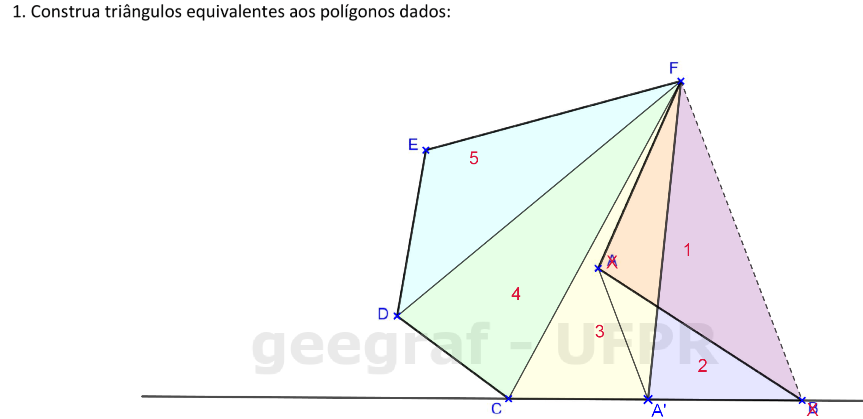 1. Construa triângulos equivalentes aos polígonos dados:
F
E
5
1
A
4
D
3
geegraf - UFPR
2
C
A'
B